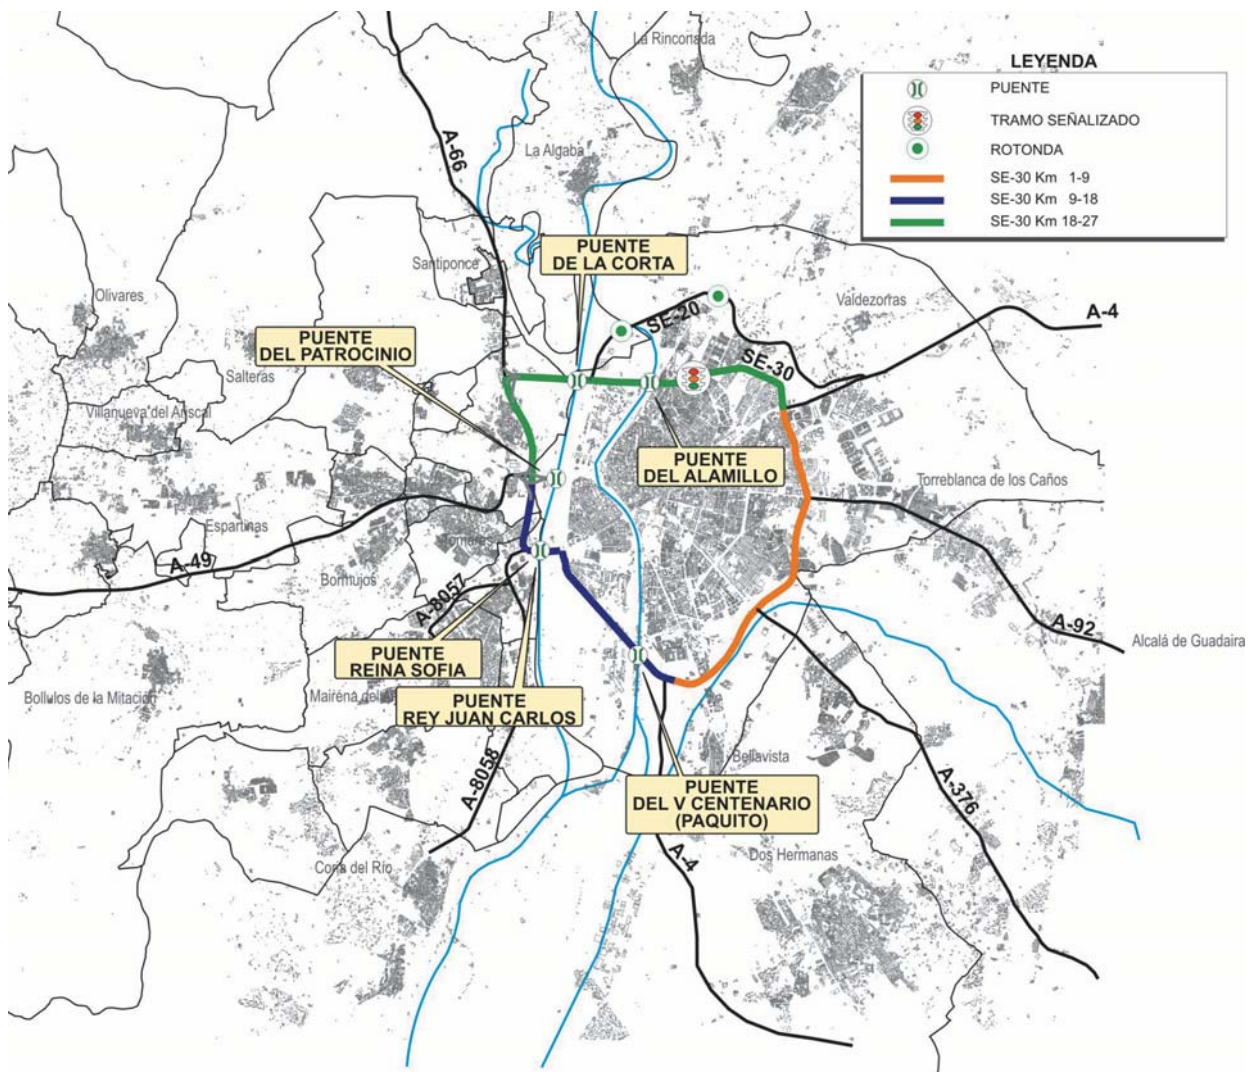 La Rinconada
LEYENDA
PUENTE
TRAMO SEÑALIZADO
ROTONDA
SE-30 Km 1-9
SE-30 Km 9-18
SE-30 Km 18-27
A-66
La Algaba
PUENTE
DE LA CORTA
Santiponce
Olivares
Valdezorras
A-4
SE-20
PUENTE
DEL PATROCINIO
SE-30
Salteras
Villanueva del Ariscal
PUENTE
DEL ALAMILLO
Torreblanca de los Caños
Espartinas
Tomares
A-49
Bormujos
A-8057
A-92
Alcalá de Guadaira
PUENTE
REINA SOFIA
Bollulos de la Mitación
Mairena del
PUENTE
REY JUAN CARLOS
Bellavista
A-8058
PUENTE
DEL V CENTENARIO
(PAQUITO)
A-376
A-4
Dos Hermanas
Coria del Río